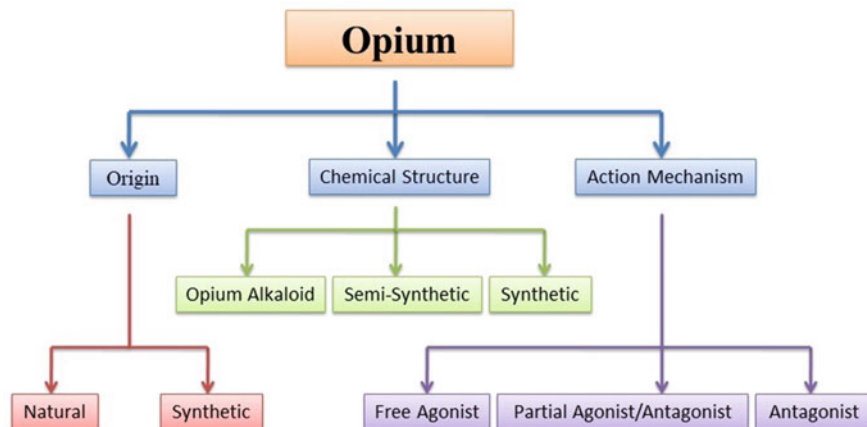 Opium
Origin
Chemical Structure
Action Mechanism
Opium Alkaloid
Semi-Synthetic
Synthetic
Natural
Synthetic
Free Agonist
Partial Agonist/Antagonist
Antagonist